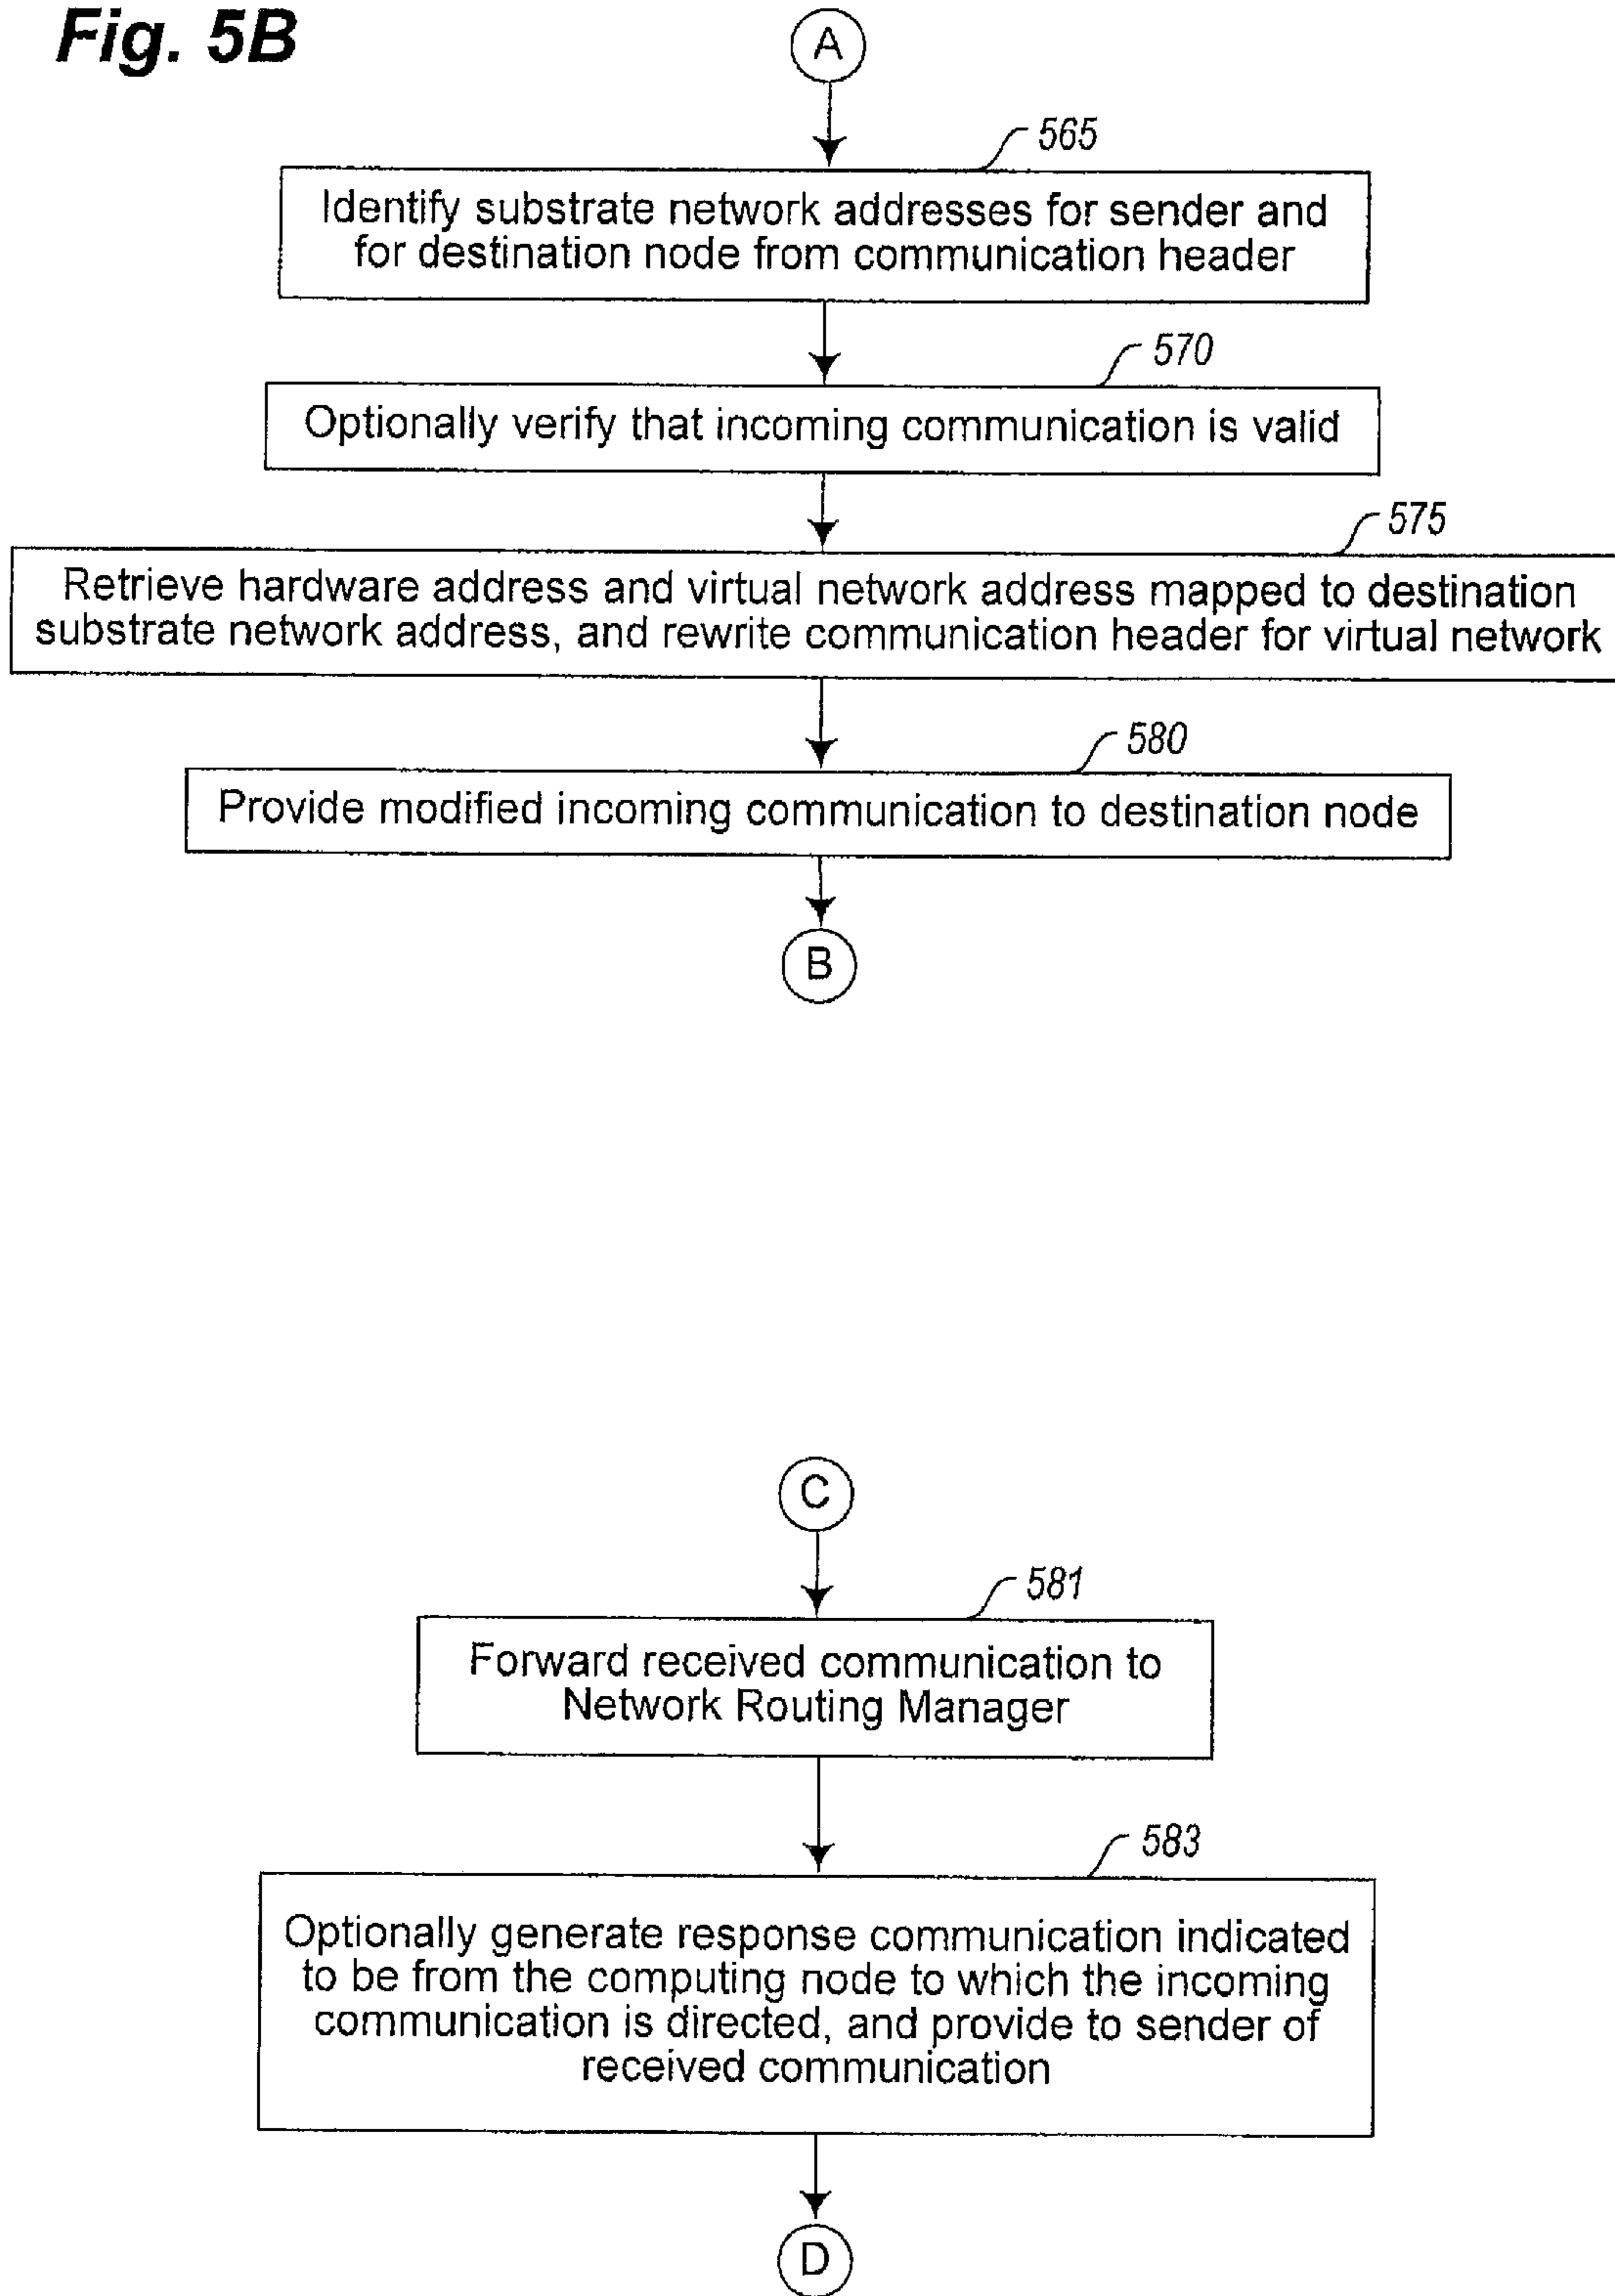 Fig. 5B
A
565
Identify substrate network addresses for sender and
for destination node from communication header
570
Optionally verify that incoming communication is valid
575
Retrieve hardware address and virtual network address mapped to destination
substrate network address, and rewrite communication header for virtual network
580
Provide modified incoming communication to destination node
B
C
581
Forward received communication to
Network Routing Manager
583
Optionally generate response communication indicated
to be from the computing node to which the incoming
communication is directed, and provide to sender of
received communication
D